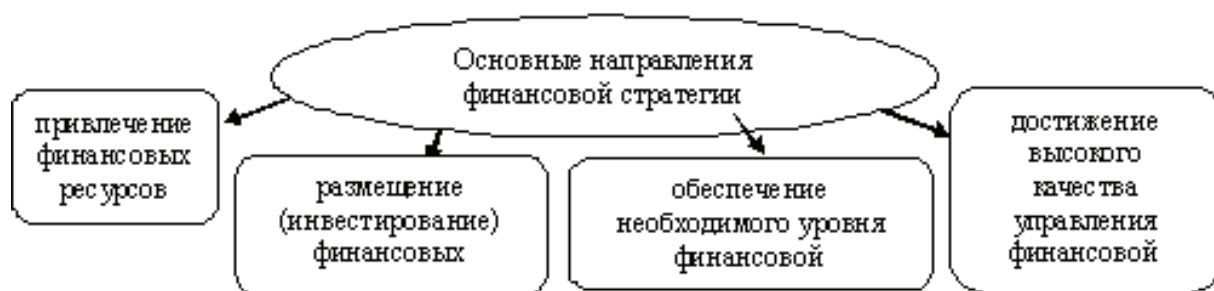 Основные направления
финансовой стратегии
привлечение
финансовых
ресурсов
размещение
(инвестирование)
финансовых
обеспечение
необходимого уровня
финансовой
достижение
высокого
качества
управления
финансовой